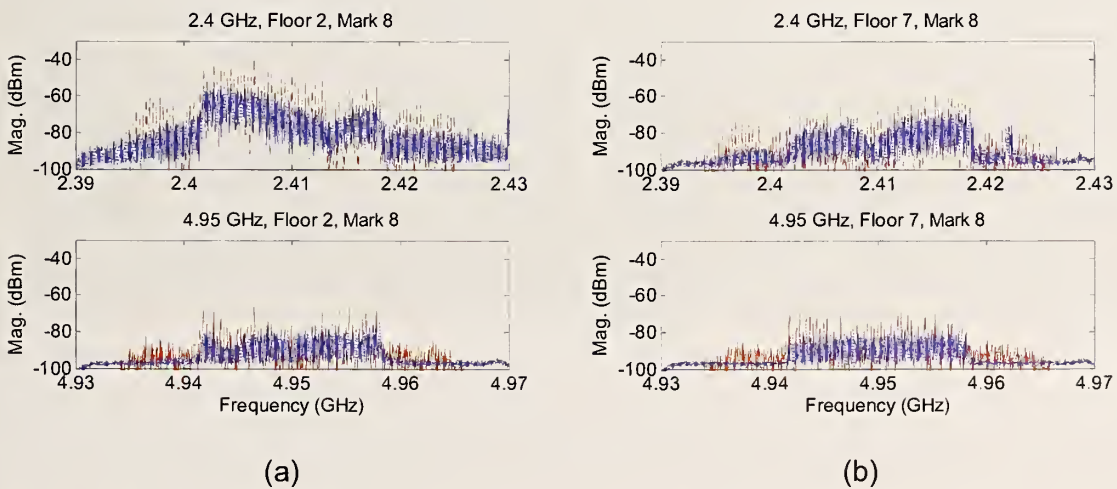 2.4 GHz, Floor 2, Mark 8
Mag. (dBm)
-40
-60
-80
-100
2.39 2.4 2.41 2.42 2.43
4.95 GHz, Floor 2, Mark 8
Mag. (dBm)
-40
-60
-80
-100
4.93 4.94 4.95 4.96 4.97
Frequency (GHz)
(a)
2.4 GHz, Floor 7, Mark 8
Mag. (dBm)
-40
-60
-80
-100
2.39 2.4 2.41 2.42 2.43
4.95 GHz, Floor 7, Mark 8
Mag. (dBm)
-40
-60
-80
-100
4.93 4.94 4.95 4.96 4.97
Frequency (GHz)
(b)